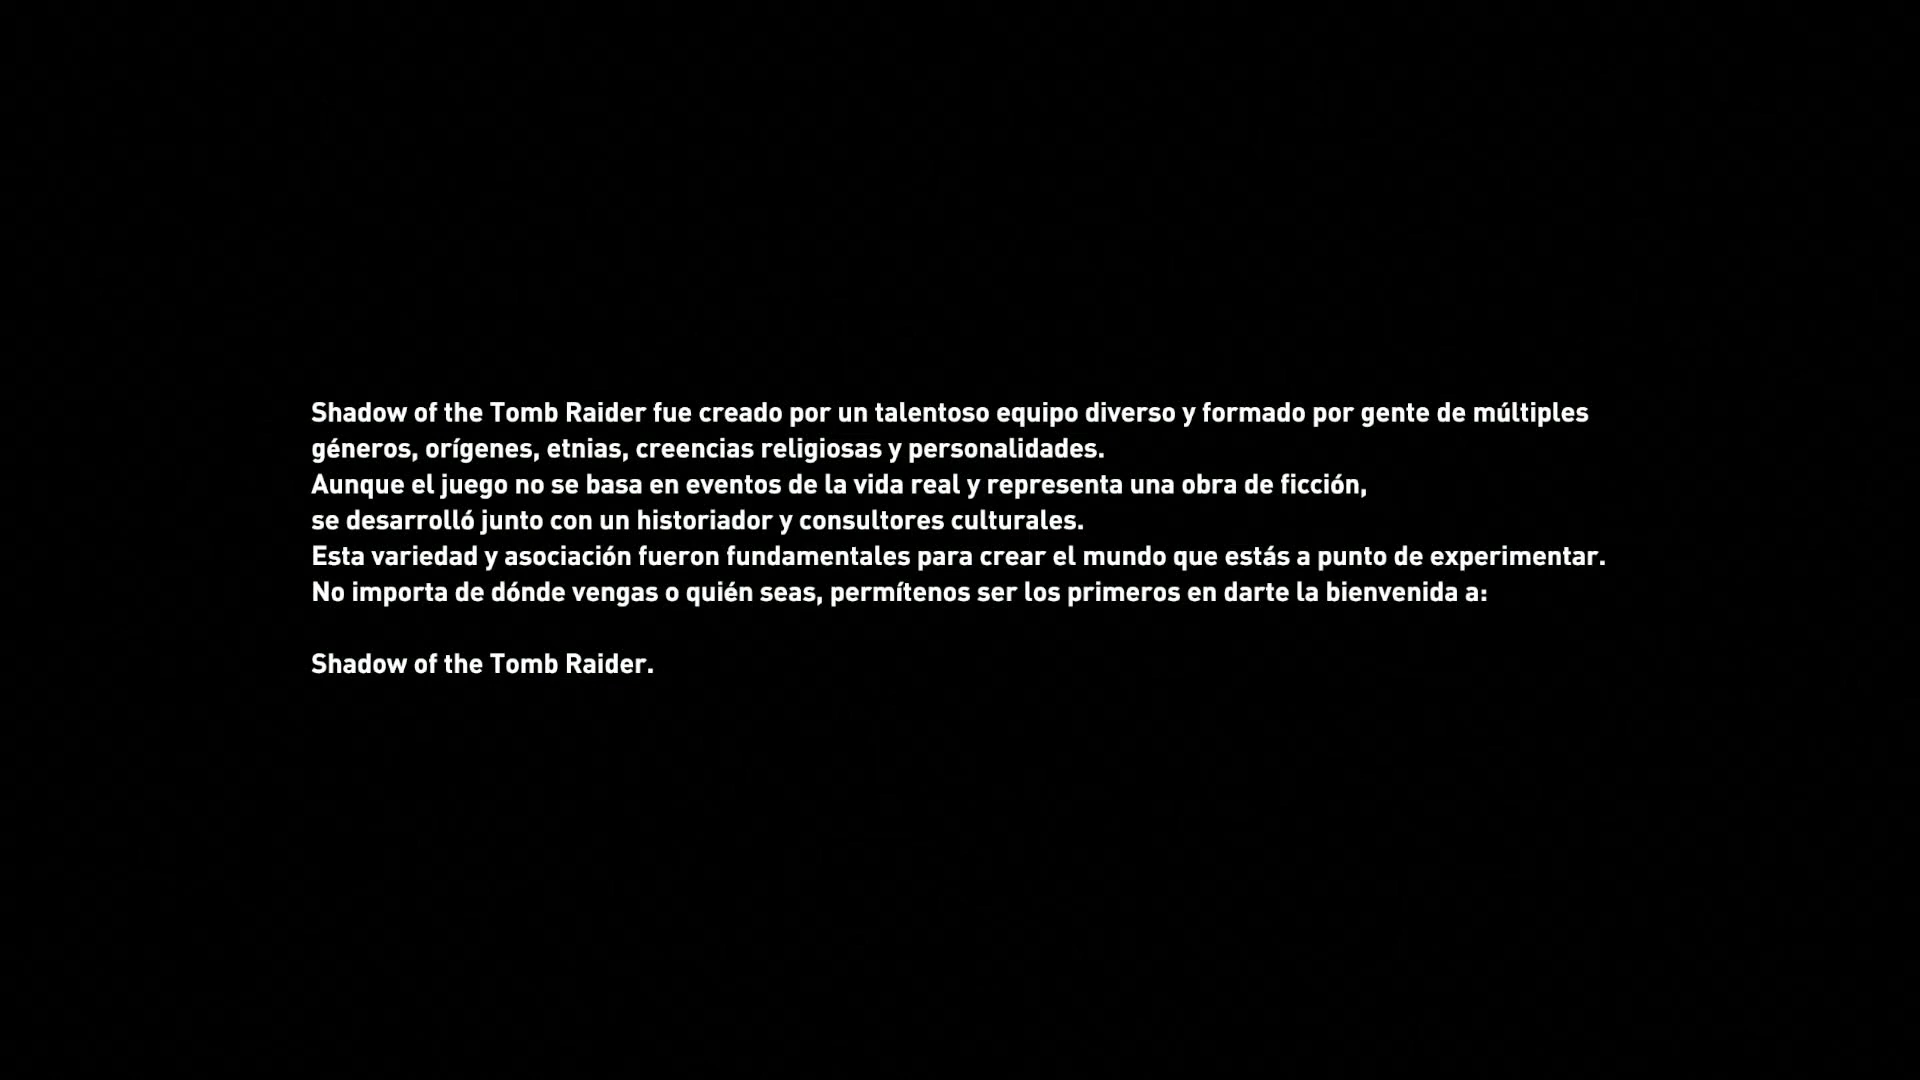 Shadow of the Tomb Raider fue creado por un talentoso equipo diverso y formado por gente de múltiples
géneros, orígenes, etnias, creencias religiosas y personalidades.
Aunque el juego no se basa en eventos de la vida real y representa una obra de ficción,
se desarrolló junto con un historiador y consultores culturales.
Esta variedad y asociación fueron fundamentales para crear el mundo que estás a punto de experimentar.
No importa de dónde vengas o quién seas, permítenos ser los primeros en darte la bienvenida a:
Shadow of the Tomb Raider.